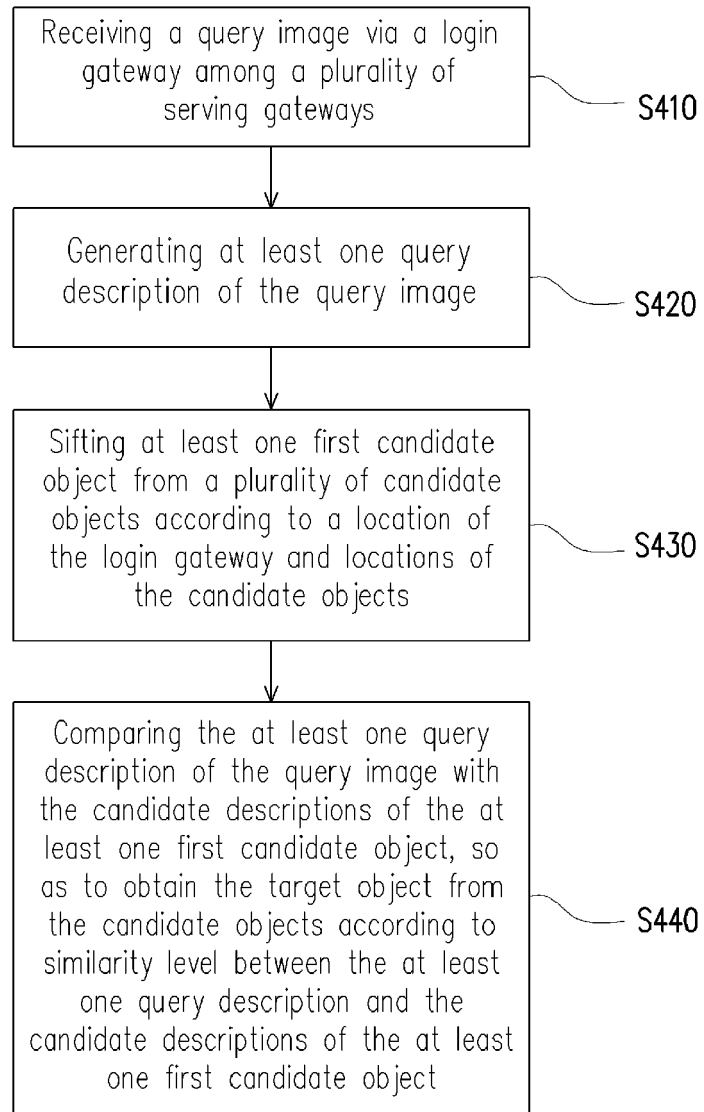 Receiving a query image via a login
gateway among a plurality of
serving gateways
S410
Generating at least one query
description of the query image
S420
Sifting at least one first candidate
object from a plurality of candidate
objects according to a location of
the login gateway and locations of
the candidate objects
S430
Comparing the at least one query
description of the query image with
the candidate descriptions of the at
least one first candidate object, so
as to obtain the target object from
the candidate objects according to
similarity level between the at least
one query description and the
candidate descriptions of the at least
one first candidate object
S440